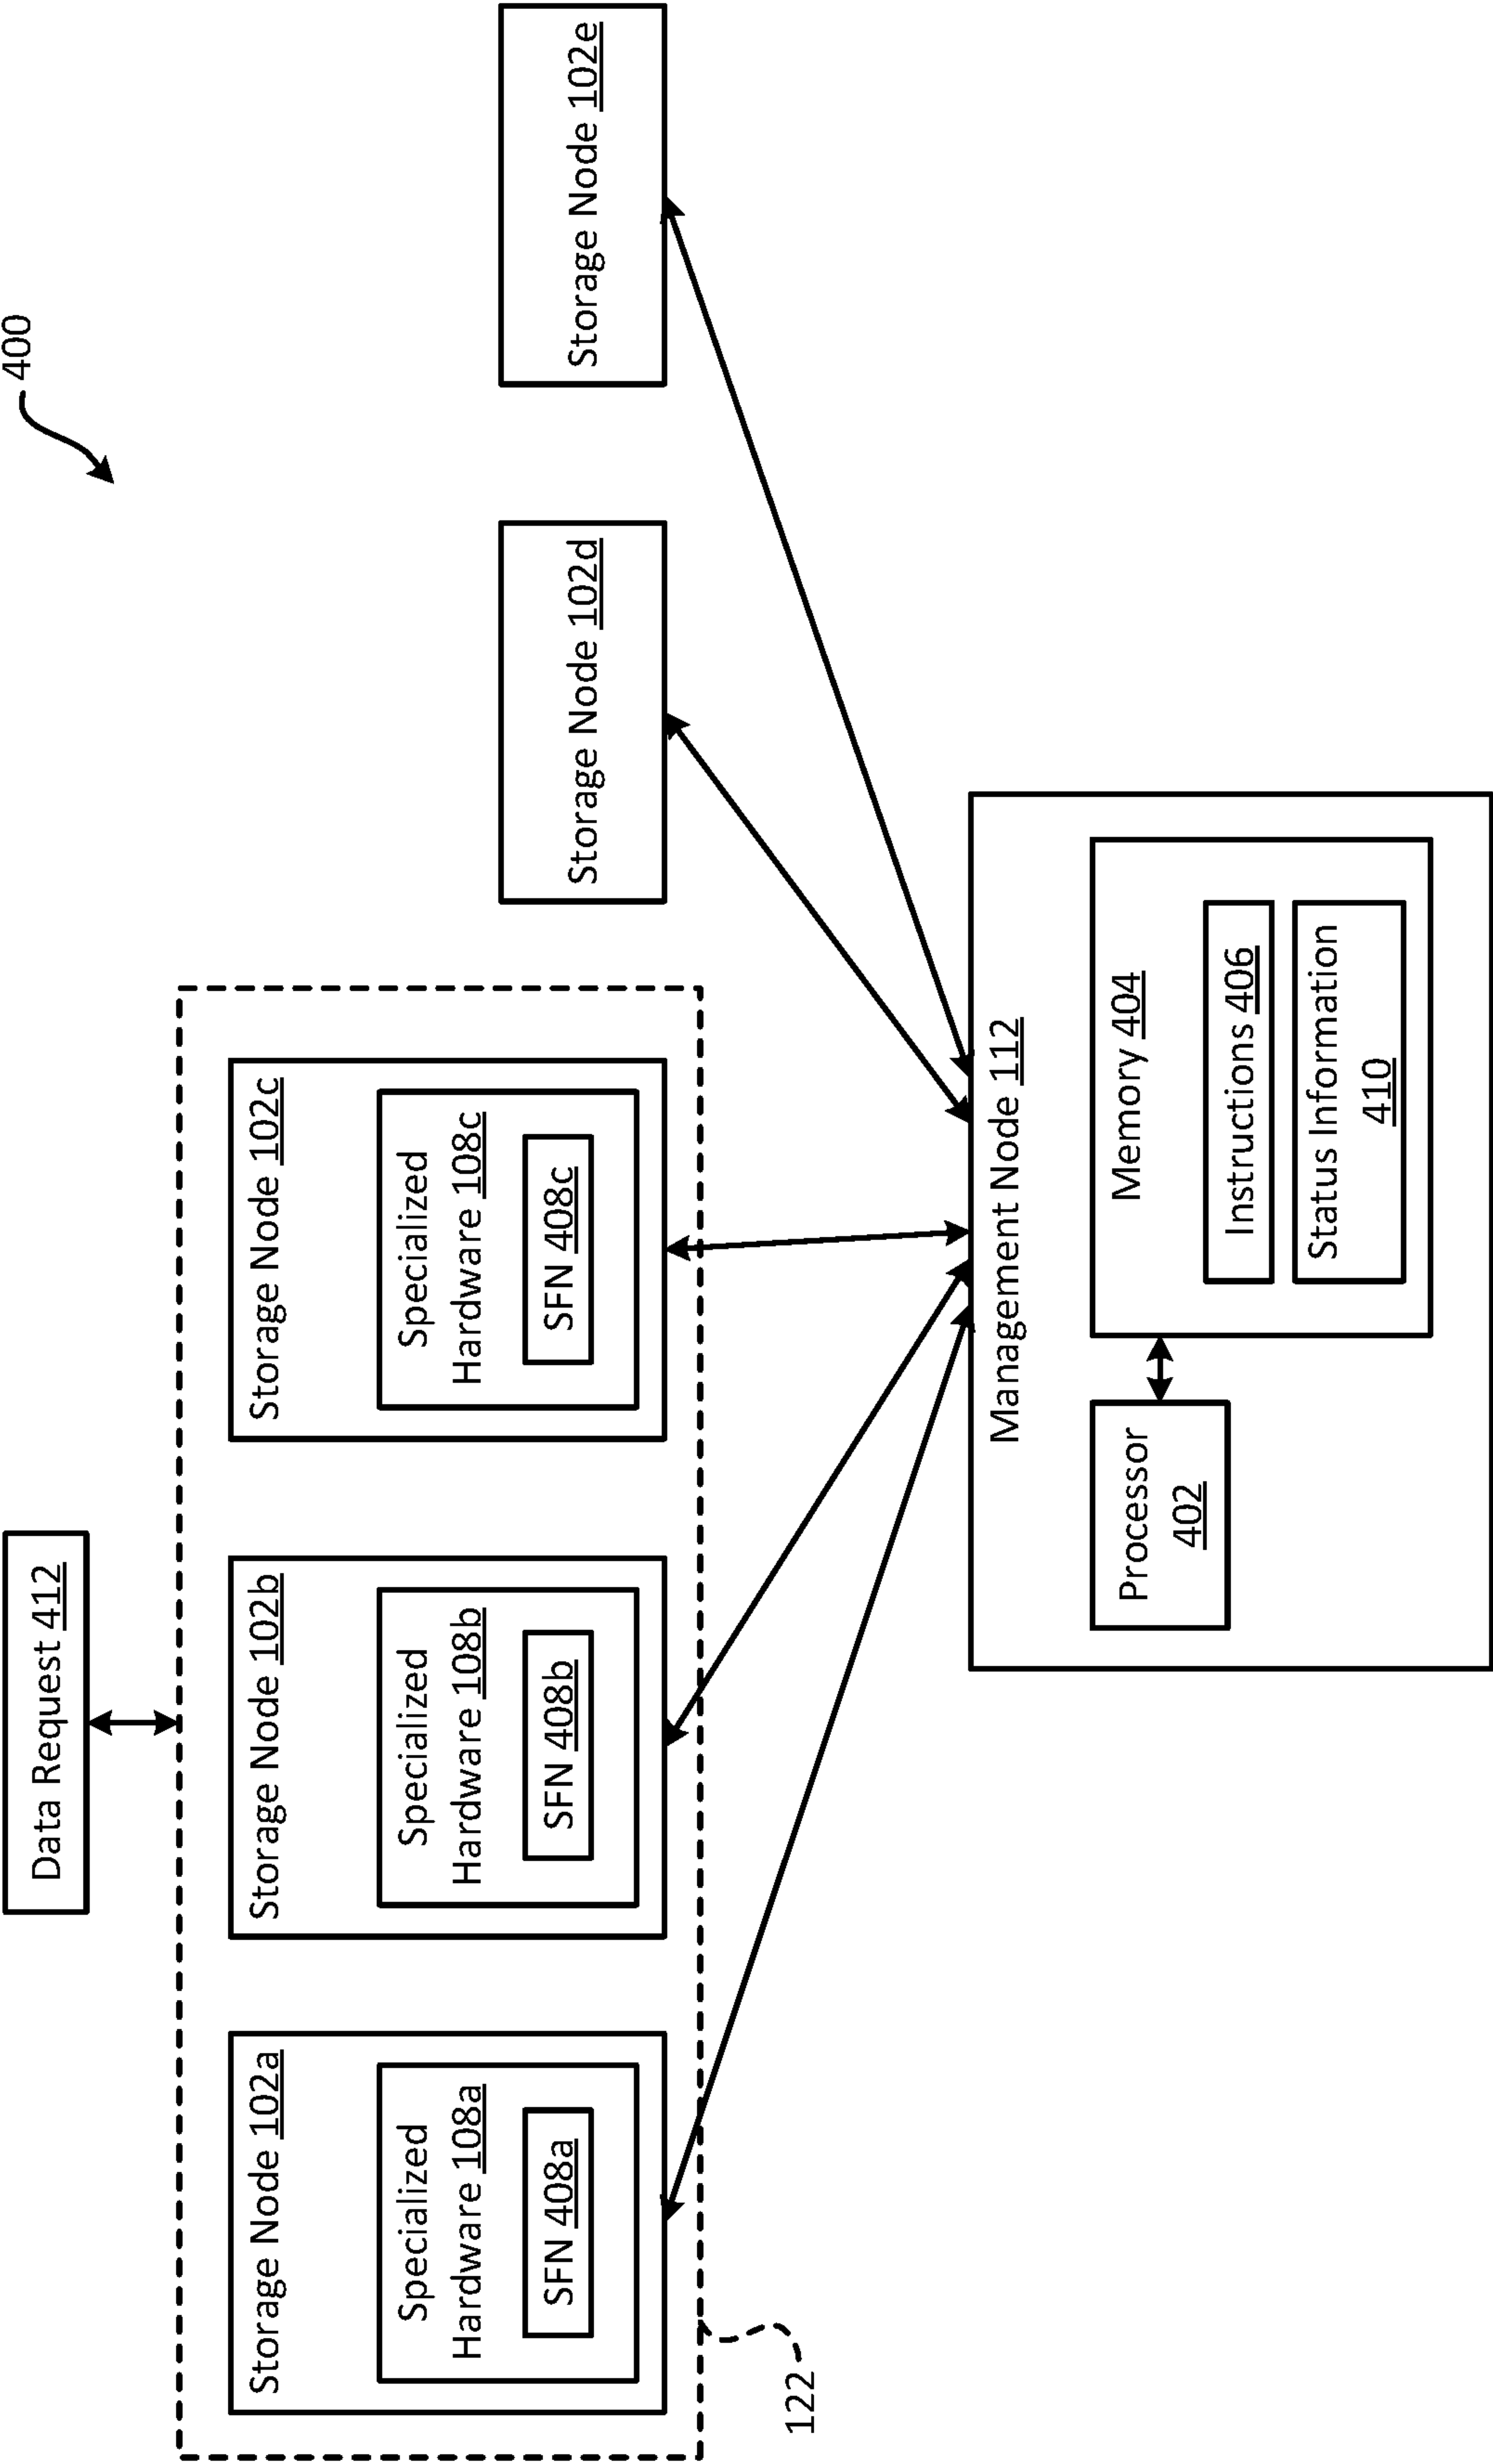 400
Data Request 412
Storage Node 102a
Specialized
Hardware 108a
SFN 408a
Storage Node 102b
Specialized
Hardware 108b
SFN 408b
Storage Node 102c
Specialized
Hardware 108c
SFN 408c
Storage Node 102d
Storage Node 102e
122
Management Node 112
Processor
402
Memory 404
Instructions 406
Status Information
410